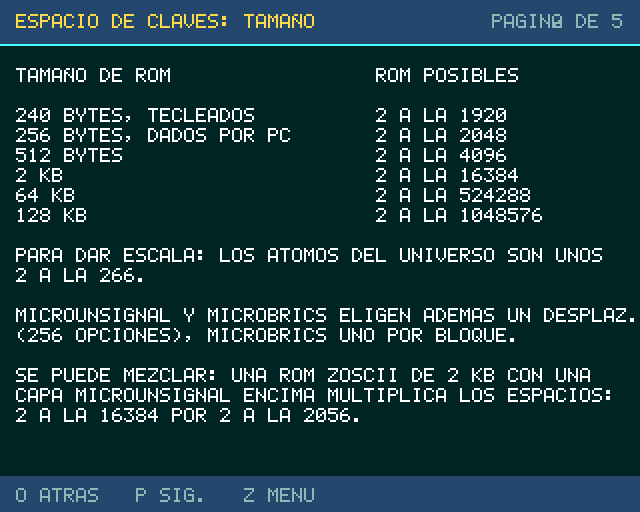 ESPACIO DE CLAVES: TAMAÑO
DE 5
TAMAÑO DE ROM ROM POSIBLES
240 BYTES, TECLEADOS 2 A LA 1920
256 BYTES, DADOS POR PC 2 A LA 2048
512 BYTES 2 A LA 4096
2 KB 2 A LA 16384
64 KB 2 A LA 524288
128 KB 2 A LA 1048576
PARA DAR ESCALA: LOS ATOMOS DEL UNIVERSO SON UNOS
2 A LA 266.
MICROUNSIGNAL Y MICROBRICS ELIGEN ADEMAS UN DESPLAZ.
(256 OPCIONES), MICROBRICS UNO POR BLOQUE.
SE PUEDE MEZCLAR: UNA ROM ZOSCII DE 2 KB CON UNA
CAPA MICROUNSIGNAL ENCIMA MULTIPLICA LOS ESPACIOS:
2 A LA 16384 POR 2 A LA 2056.
O ATRAS P SIG. Z MENU